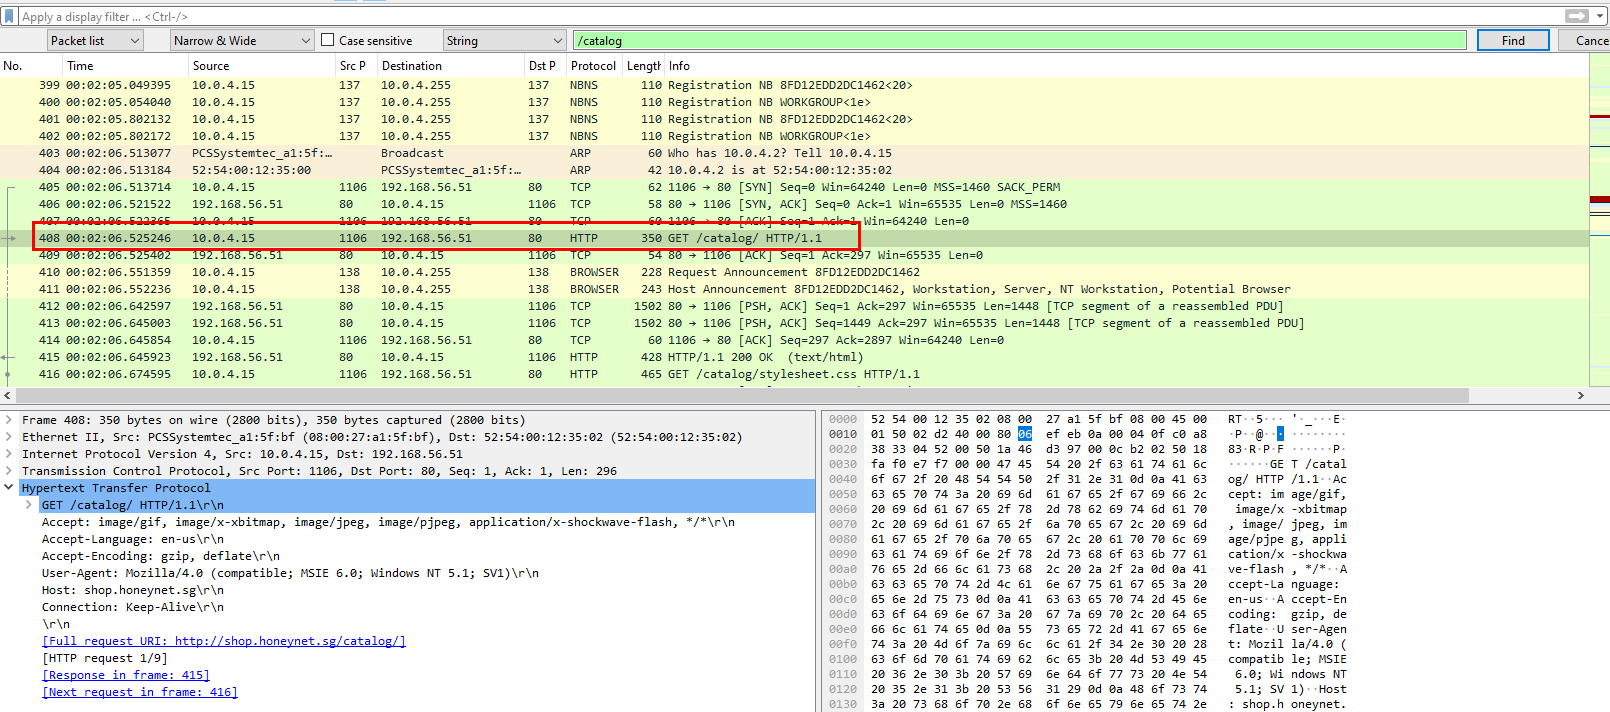 Apply a display filter ... <Ctrl-/>
Packet list Narrow & Wide Case sensitive String /catalog Find Cance
No. Time Source Src P Destination Dst P Protocol Length Info
399 00:02:05.049395 10.0.4.15 137 10.0.4.255 137 NBNS 110 Registration NB 8FD12EDD2DC1462<20>
400 00:02:05.054040 10.0.4.15 137 10.0.4.255 137 NBNS 110 Registration NB WORKGROUP<1e>
401 00:02:05.802132 10.0.4.15 137 10.0.4.255 137 NBNS 110 Registration NB 8FD12EDD2DC1462<20>
402 00:02:05.802172 10.0.4.15 137 10.0.4.255 137 NBNS 110 Registration NB WORKGROUP<1e>
403 00:02:06.513077 PCSSystemtec_a1:5f:… Broadcast ARP 60 Who has 10.0.4.2? Tell 10.0.4.15
404 00:02:06.513184 52:54:00:12:35:00 PCSSystemtec_a1:5f:… ARP 42 10.0.4.2 is at 52:54:00:12:35:02
405 00:02:06.513714 10.0.4.15 1106 192.168.56.51 80 TCP 62 1106 → 80 [SYN] Seq=0 Win=64240 Len=0 MSS=1460 SACK_PERM
406 00:02:06.521522 192.168.56.51 80 10.0.4.15 1106 TCP 58 80 → 1106 [SYN, ACK] Seq=0 Ack=1 Win=65535 Len=0 MSS=1460
407 00:02:06.522365 10.0.4.15 1106 192.168.56.51 80 TCP 60 1106 → 80 [ACK] Seq=1 Ack=1 Win=64240 Len=0
408 00:02:06.525246 10.0.4.15 1106 192.168.56.51 80 HTTP 350 GET /catalog/ HTTP/1.1
409 00:02:06.525402 192.168.56.51 80 10.0.4.15 1106 TCP 54 80 → 1106 [ACK] Seq=1 Ack=297 Win=65535 Len=0
410 00:02:06.551359 10.0.4.15 138 10.0.4.255 138 BROWSER 228 Request Announcement 8FD12EDD2DC1462
411 00:02:06.552236 10.0.4.15 138 10.0.4.255 138 BROWSER 243 Host Announcement 8FD12EDD2DC1462, Workstation, Server, NT Workstation, Potential Browser
412 00:02:06.642597 192.168.56.51 80 10.0.4.15 1106 TCP 1502 80 → 1106 [PSH, ACK] Seq=1 Ack=297 Win=65535 Len=1448 [TCP segment of a reassembled PDU]
413 00:02:06.645003 192.168.56.51 80 10.0.4.15 1106 TCP 1502 80 → 1106 [PSH, ACK] Seq=1449 Ack=297 Win=65535 Len=1448 [TCP segment of a reassembled PDU]
414 00:02:06.645854 10.0.4.15 1106 192.168.56.51 80 TCP 60 1106 → 80 [ACK] Seq=297 Ack=2897 Win=64240 Len=0
415 00:02:06.645923 192.168.56.51 80 10.0.4.15 1106 HTTP 428 HTTP/1.1 200 OK (text/html)
416 00:02:06.674595 10.0.4.15 1106 192.168.56.51 80 HTTP 465 GET /catalog/stylesheet.css HTTP/1.1
Frame 408: 350 bytes on wire (2800 bits), 350 bytes captured (2800 bits)
Ethernet II, Src: PCSSystemtec_a1:5f:bf (08:00:27:a1:5f:bf), Dst: 52:54:00:12:35:02 (52:54:00:12:35:02)
Internet Protocol Version 4, Src: 10.0.4.15, Dst: 192.168.56.51
Transmission Control Protocol, Src Port: 1106, Dst Port: 80, Seq: 1, Ack: 1, Len: 296
Hypertext Transfer Protocol
GET /catalog/ HTTP/1.1\r\n
Accept: image/gif, image/x-xbitmap, image/jpeg, image/pjpeg, application/x-shockwave-flash, */*\r\n
Accept-Language: en-us\r\n
Accept-Encoding: gzip, deflate\r\n
User-Agent: Mozilla/4.0 (compatible; MSIE 6.0; Windows NT 5.1; SV1)\r\n
Host: shop.honeynet.sg\r\n
Connection: Keep-Alive\r\n
\r\n
[Full request URI: http://shop.honeynet.sg/catalog/]
[HTTP request 1/9]
[Response in frame: 415]
[Next request in frame: 416]
0000 52 54 00 12 35 02 08 00 27 a1 5f bf 08 00 45 00 RT··5··· '·_···E·
0010 01 50 02 d2 40 00 80 06 ef eb 0a 00 04 0f c0 a8 ·P··@··· ········
0020 38 33 04 52 00 50 1a 46 d3 97 00 0c b2 02 50 18 83·R·P·F ······P·
0030 fa f0 e7 f7 00 00 47 45 54 20 2f 63 61 74 61 6c ······GE T /catal
0040 6f 67 2f 20 48 54 54 50 2f 31 2e 31 0d 0a 41 63 og/ HTTP /1.1··Ac
0050 63 65 70 74 3a 20 69 6d 61 67 65 2f 67 69 66 2c cept: im age/gif,
0060 20 69 6d 61 67 65 2f 78 2d 78 62 69 74 6d 61 70 image/x -xbitmap
0070 2c 20 69 6d 61 67 65 2f 6a 70 65 67 2c 20 69 6d , image/ jpeg, im
0080 61 67 65 2f 70 6a 70 65 67 2c 20 61 70 70 6c 69 age/pjpe g, appli
0090 63 61 74 69 6f 6e 2f 78 2d 73 68 6f 63 6b 77 61 cation/x -shockwa
00a0 76 65 2d 66 6c 61 73 68 2c 20 2a 2f 2a 0d 0a 41 ve-flash , */*··A
00b0 63 63 65 70 74 2d 4c 61 6e 67 75 61 67 65 3a 20 ccept-La nguage:
00c0 65 6e 2d 75 73 0d 0a 41 63 63 65 70 74 2d 45 6e en-us··A ccept-En
00d0 63 6f 64 69 6e 67 3a 20 67 7a 69 70 2c 20 64 65 coding:  gzip, de
00e0 66 6c 61 74 65 0d 0a 55 73 65 72 2d 41 67 65 6e flate··U ser-Agen
00f0 74 3a 20 4d 6f 7a 69 6c 6c 61 2f 34 2e 30 20 28 t: Mozil la/4.0 (
0100 63 6f 6d 70 61 74 69 62 6c 65 3b 20 4d 53 49 45 compatib le; MSIE
0110 20 36 2e 30 3b 20 57 69 6e 64 6f 77 73 20 4e 54 6.0; Wi ndows NT
0120 20 35 2e 31 3b 20 53 56 31 29 0d 0a 48 6f 73 74 5.1; SV 1)··Host
0130 3a 20 73 68 6f 70 2e 68 6f 6e 65 79 6e 65 74 2e : shop.h oneynet.